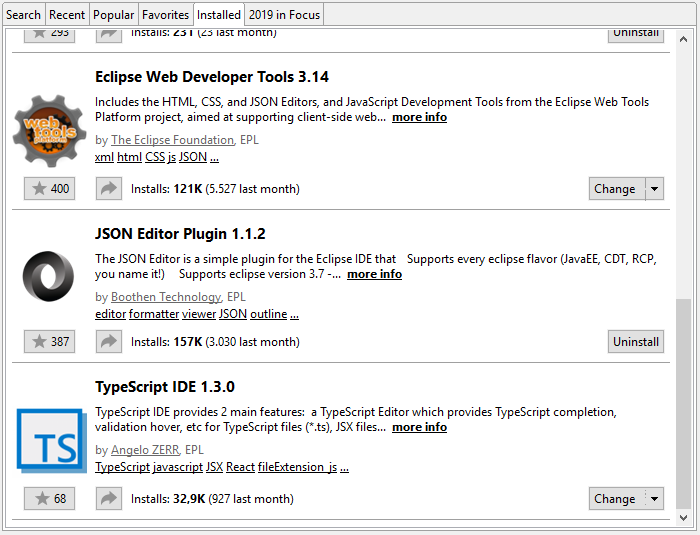 Search Recent Popular Favorites Installed 2019 in Focus
293 Installs: 231 (23 last month) Uninstall
Eclipse Web Developer Tools 3.14
Includes the HTML, CSS, and JSON Editors, and JavaScript Development Tools from the Eclipse Web Tools
Platform project, aimed at supporting client-side web... more info
web
tools
platform
by The Eclipse Foundation, EPL
xml html CSS js JSON ...
400 Installs: 121K (5.527 last month) Change
JSON Editor Plugin 1.1.2
The JSON Editor is a simple plugin for the Eclipse IDE that Supports every eclipse flavor (JavaEE, CDT, RCP,
you name it!) Supports eclipse version 3.7 -... more info
by Boothen Technology, EPL
editor formatter viewer JSON outline ...
387 Installs: 157K (3.030 last month) Uninstall
TypeScript IDE 1.3.0
TypeScript IDE provides 2 main features: a TypeScript Editor which provides TypeScript completion,
validation hover, etc for TypeScript files (*.ts), JSX files... more info
TS
by Angelo ZERR, EPL
TypeScript javascript JSX React fileExtension_js ...
68 Installs: 32,9K (927 last month) Change